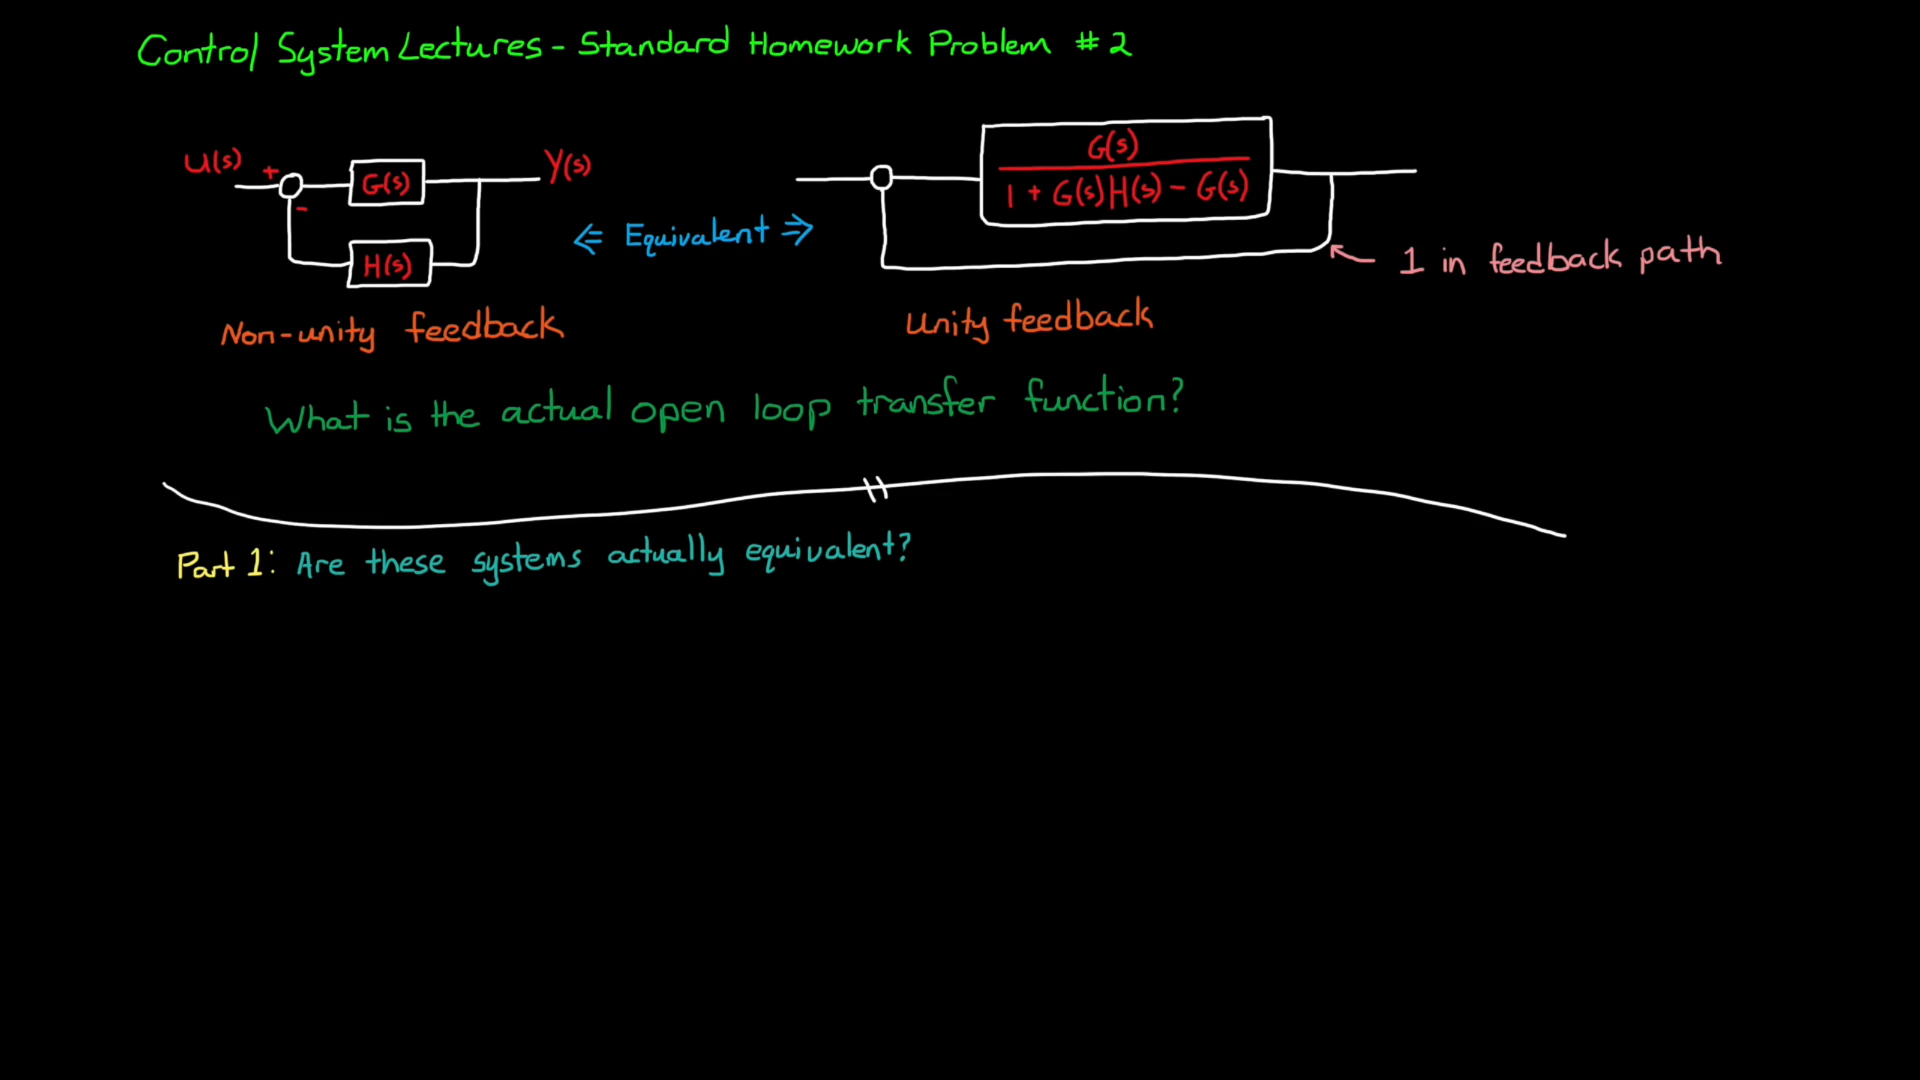 Control System Lectures - Standard Homework Problem # 2
U(s) + - G(s) Y(s)
H(s)
Non-unity feedback
<= Equivalent =>
G(s)
1 + G(s)H(s) - G(s)
1 in feedback path
Unity feedback
What is the actual open loop transfer function?
Part 1: Are these systems actually equivalent?